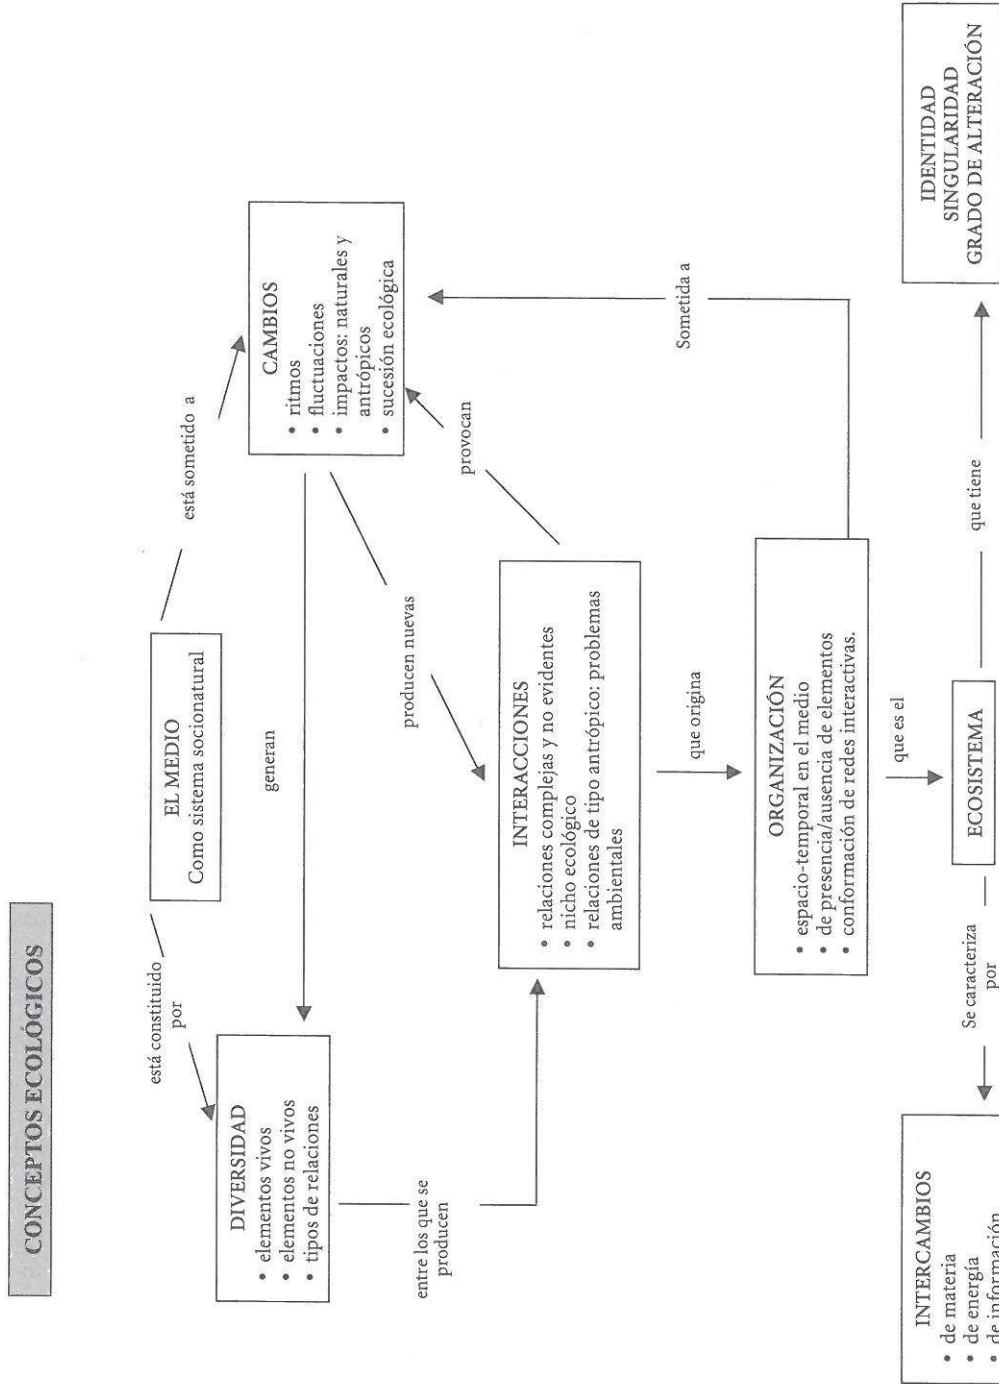 CONCEPTOS ECOLÓGICOS
EL MEDIO
Como sistema socionatural
está constituido
por
está sometido a
DIVERSIDAD
• elementos vivos
• elementos no vivos
• tipos de relaciones
generan
CAMBIOS
• ritmos
• fluctuaciones
• impactos: naturales y
antrópicos
• sucesión ecológica
entre los que se
producen
producen nuevas
provocan
INTERACCIONES
• relaciones complejas y no evidentes
• nicho ecológico
• relaciones de tipo antrópico: problemas
ambientales
que origina
Sometida a
ORGANIZACIÓN
• espacio-temporal en el medio
• de presencia/ausencia de elementos
• conformación de redes interactivas.
que es el
ECOSISTEMA
Se caracteriza
por
que tiene
INTERCAMBIOS
• de materia
• de energía
• de información
IDENTIDAD
SINGULARIDAD
GRADO DE ALTERACIÓN